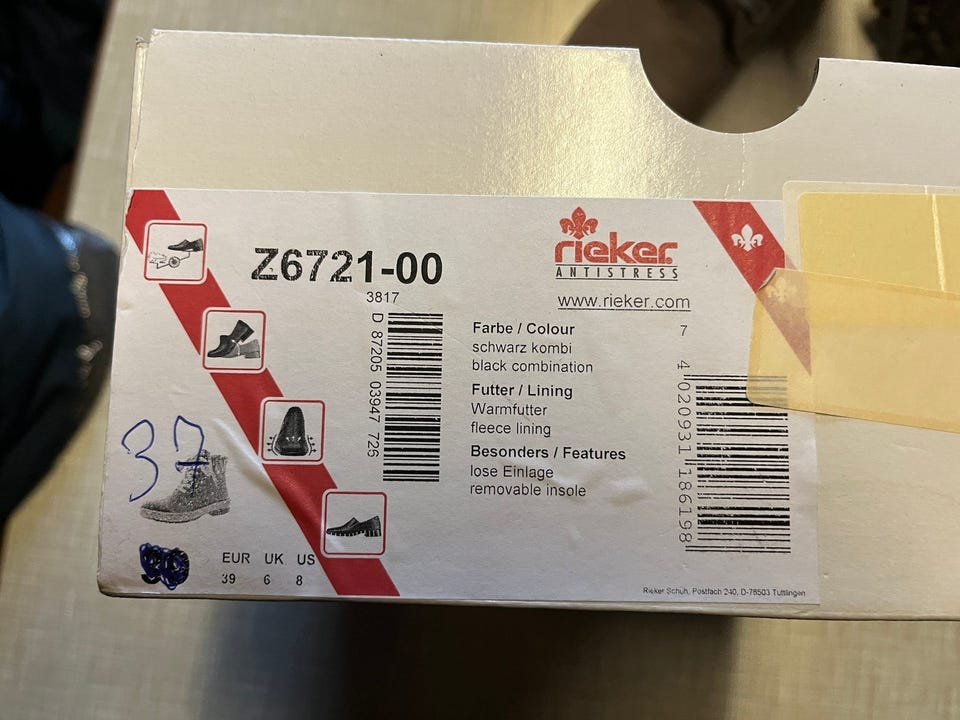 Z6721-00
3817
D 87205 03947 726
rieker
ANTISTRESS
www.rieker.com
Farbe / Colour
schwarz kombi
black combination
Futter / Lining
Warmfutter
fleece lining
Besonders / Features
lose Einlage
removable insole
7
4 020931 186198
37
EUR UK US
39 6 8
Rieker Schuh, Postfach 240, D-78503 Tuttlingen